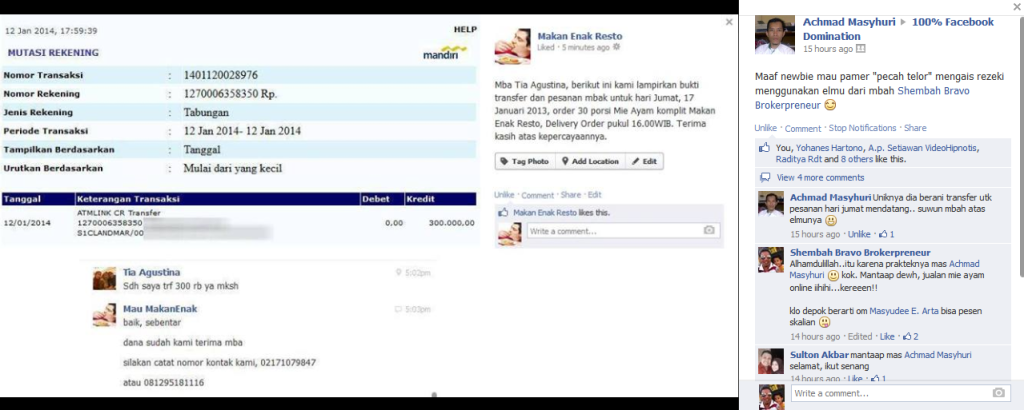 12 Jan 2014, 17:59:39
HELP
MUTASI REKENING
mandiri
Nomor Transaksi : 1401120028976
Nomor Rekening : 1270006358350 Rp.
Jenis Rekening : Tabungan
Periode Transaksi : 12 Jan 2014- 12 Jan 2014
Tampilkan Berdasarkan : Tanggal
Urutkan Berdasarkan : Mulai dari yang kecil
Tanggal Keterangan Transaksi Debet Kredit
ATMLINK CR Transfer
12/01/2014 1270006358350 0.00 300.000.00
S1CLANDMAR/00
Tia Agustina 5:02pm
Sdh saya trf 300 rb ya mksh
Mau MakanEnak 5:03pm
baik, sebentar
dana sudah kami terima mba
silakan catat nomor kontak kami, 02171079847
atau 081295181116
Makan Enak Resto
Liked · 5 minutes ago
Mba Tia Agustina, berikut ini kami lampirkan bukti
transfer dan pesanan mbak untuk hari Jumat, 17
Januari 2013, order 30 porsi Mie Ayam komplit Makan
Enak Resto, Delivery Order pukul 16.00WIB. Terima
kasih atas kepercayaannya.
Tag Photo Add Location Edit
Unlike · Comment · Share · Edit
Makan Enak Resto likes this.
Write a comment...
Achmad Masyhuri ▸ 100% Facebook
Domination
15 hours ago
Maaf newbie mau pamer "pecah telor" mengais rezeki
menggunakan elmu dari mbah Shembah Bravo
Brokerpreneur
Unlike · Comment · Stop Notifications · Share
You, Yohanes Hartono, A.p. Setiawan VideoHipnotis,
Raditya Rdt and 8 others like this.
View 4 more comments
Achmad Masyhuri Uniknya dia berani transfer utk
pesanan hari jumat mendatang.. suwun mbah atas
elmunya
15 hours ago · Unlike · 1
Shembah Bravo Brokerpreneur
Alhamdulillah..itu karena prakteknya mas Achmad
Masyhuri kok. Mantaap dewh, jualan mie ayam
online iihihi...kereeen!!
klo depok berarti om Masyudee E. Arta bisa pesen
skalian
14 hours ago · Edited · Like · 2
Sulton Akbar mantaap mas Achmad Masyhuri
selamat, ikut senang
14 hours ago · Like · 1
Write a comment...